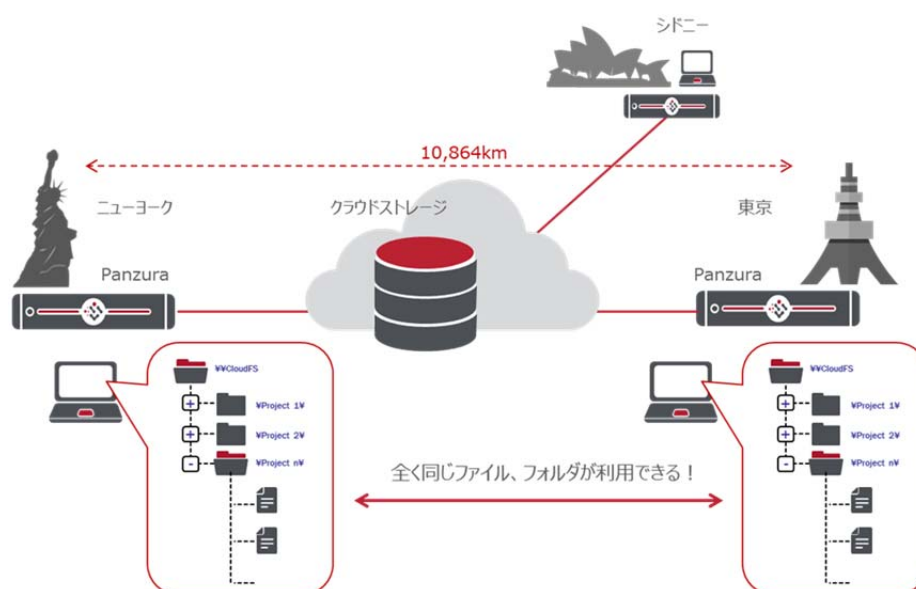 シドニー
10,864km
ニューヨーク
クラウドストレージ
東京
Panzura
Panzura
¥¥CloudFS
¥Project 1¥
¥Project 2¥
¥Project n¥
全く同じファイル、フォルダが利用できる！
¥¥CloudFS
¥Project 1¥
¥Project 2¥
¥Project n¥